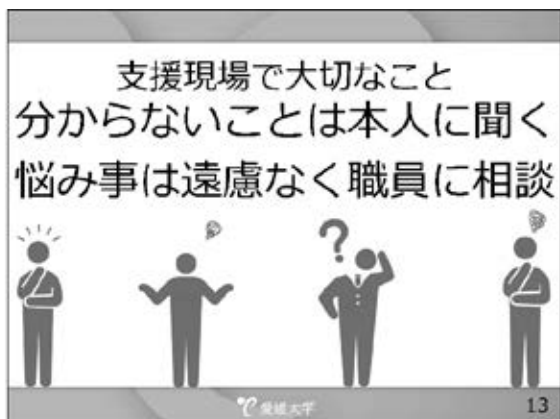 支援現場で大切なこと
分からないことは本人に聞く
悩み事は遠慮なく職員に相談
?
愛媛大学
13